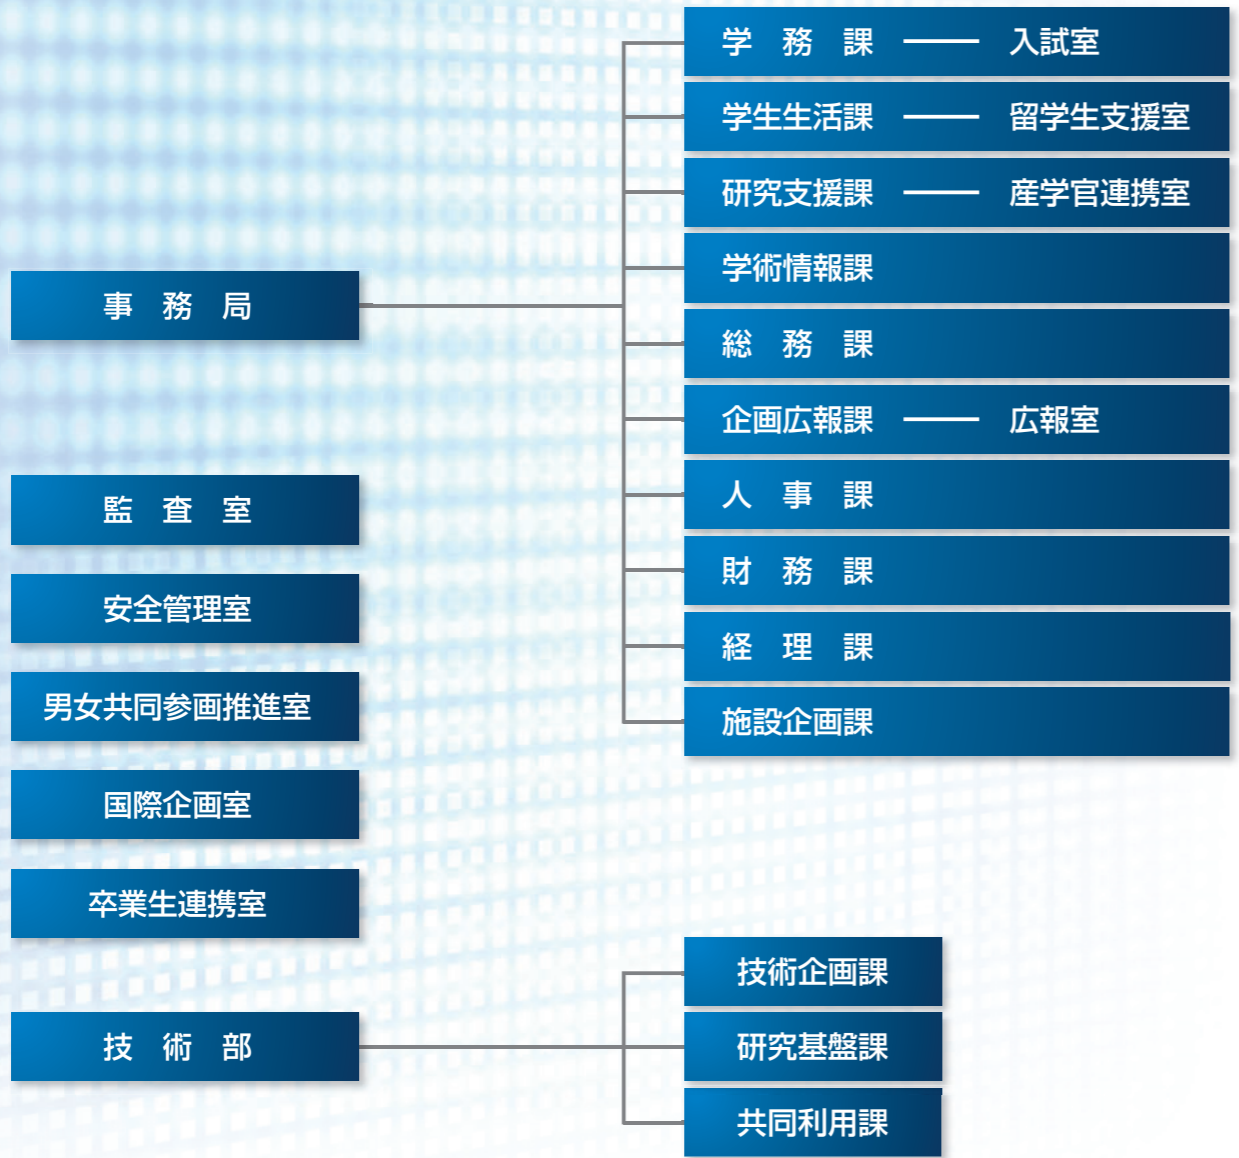 事　務　局
学　務　課 ─── 入試室
学生生活課 ─── 留学生支援室
研究支援課 ─── 産学官連携室
学術情報課
総　務　課
企画広報課 ─── 広報室
人　事　課
財　務　課
経　理　課
施設企画課
監　査　室
安全管理室
男女共同参画推進室
国際企画室
卒業生連携室
技　術　部
技術企画課
研究基盤課
共同利用課